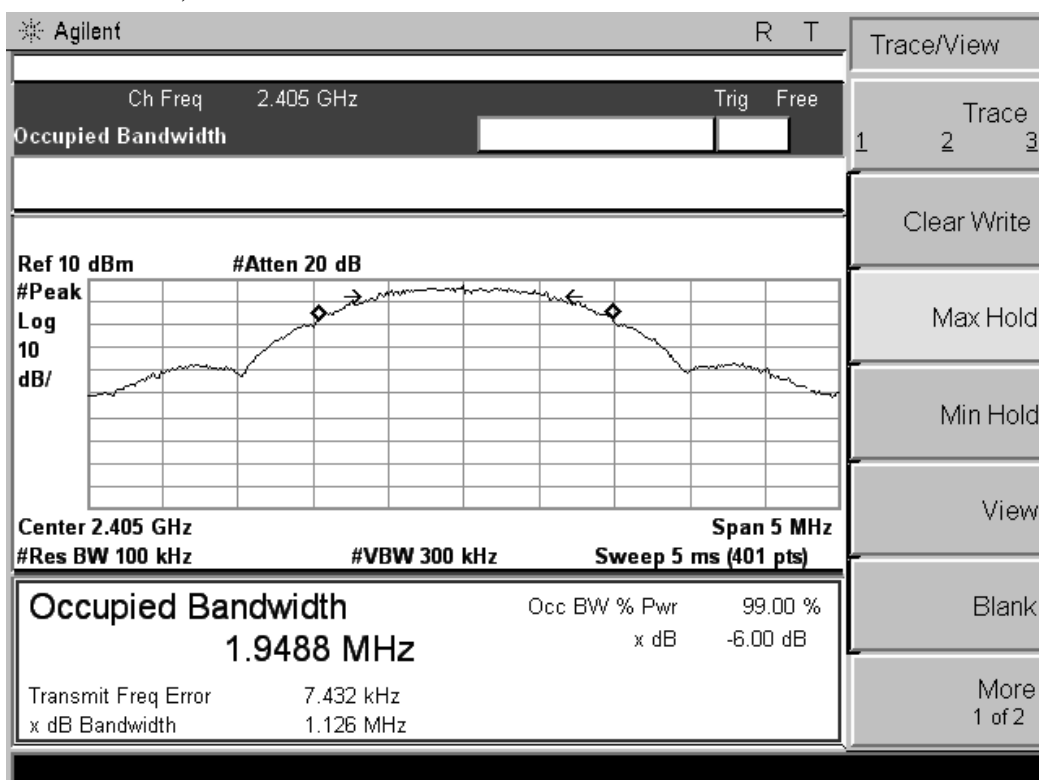 Agilent R T
Trace/View
Ch Freq 2.405 GHz Trig Free
Occupied Bandwidth
Trace
1 2 3
Clear Write
Ref 10 dBm #Atten 20 dB
#Peak
Log
10
dB/
Max Hold
Min Hold
Center 2.405 GHz Span 5 MHz
#Res BW 100 kHz #VBW 300 kHz Sweep 5 ms (401 pts)
View
Occupied Bandwidth Occ BW % Pwr 99.00 %
1.9488 MHz x dB -6.00 dB
Blank
Transmit Freq Error 7.432 kHz
x dB Bandwidth 1.126 MHz
More
1 of 2